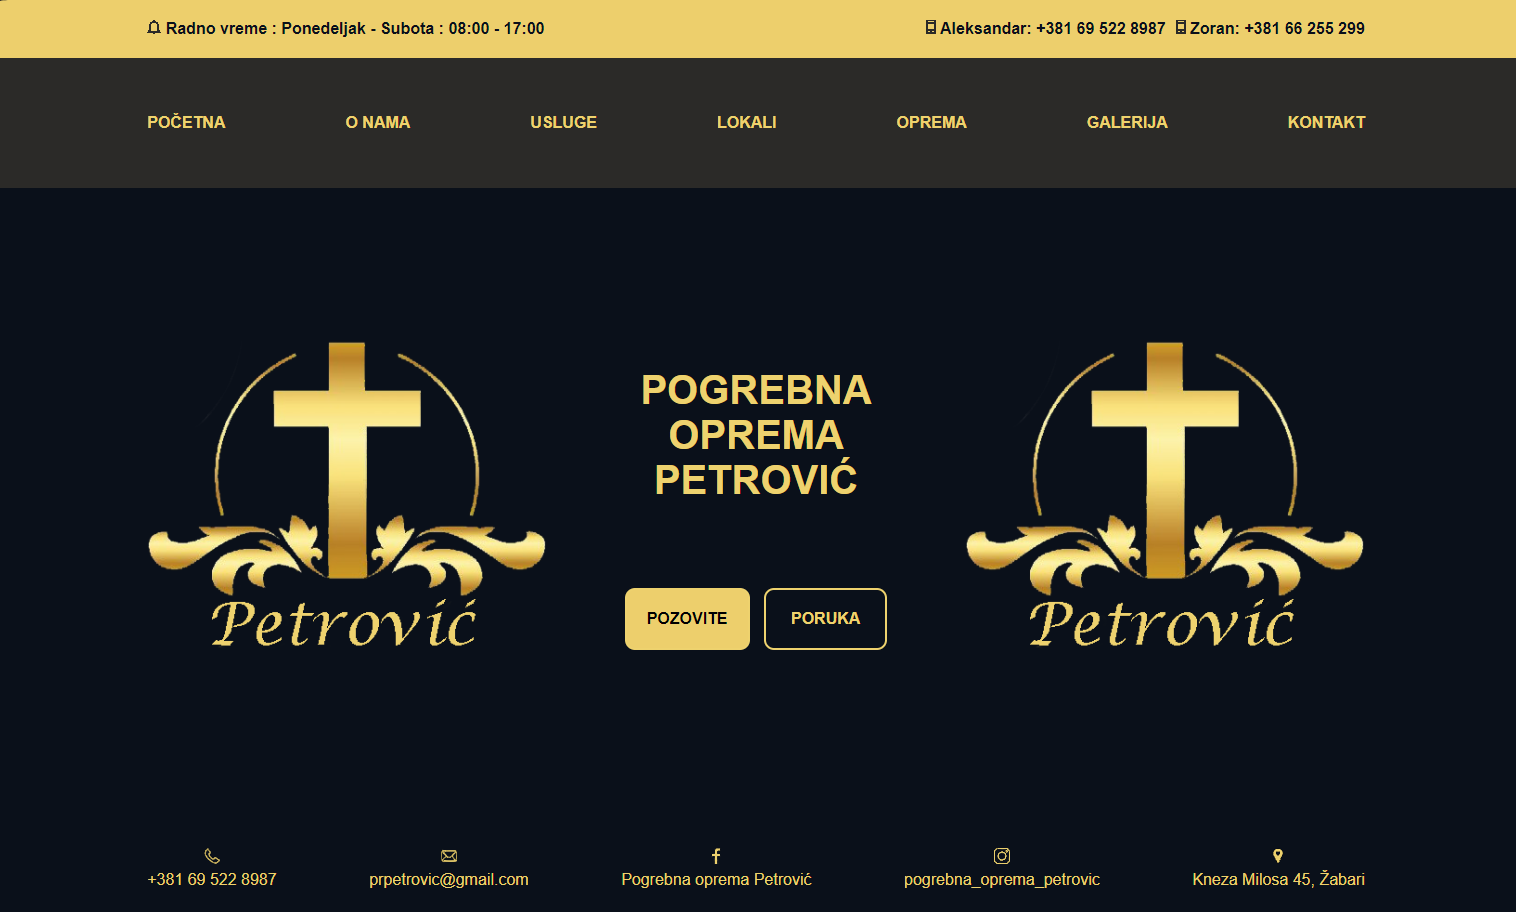 Radno vreme : Ponedeljak - Subota : 08:00 - 17:00
Aleksandar: +381 69 522 8987 Zoran: +381 66 255 299
POČETNA
O NAMA
USLUGE
LOKALI
OPREMA
GALERIJA
KONTAKT
Petrović
POGREBNA
OPREMA
PETROVIĆ
POZOVITE
PORUKA
Petrović
+381 69 522 8987
prpetrovic@gmail.com
Pogrebna oprema Petrović
pogrebna_oprema_petrovic
Kneza Milosa 45, Žabari